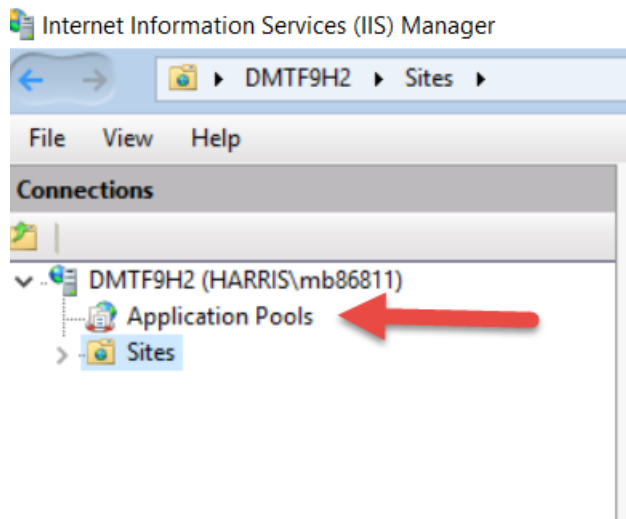 Internet Information Services (IIS) Manager
DMTF9H2 Sites
File View Help
Connections
DMTF9H2 (HARRIS\mb86811)
Application Pools
Sites